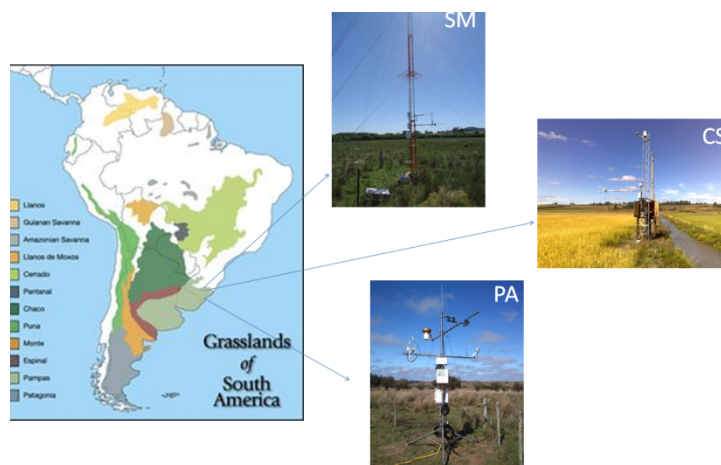 SM
CS
PA
Llanos
Guianan Savanna
Amazonian Savanna
Llanos de Moxos
Cerrado
Pantanal
Chaco
Puna
Monte
Espinal
Pampas
Patagonia
Grasslands
of
South
America